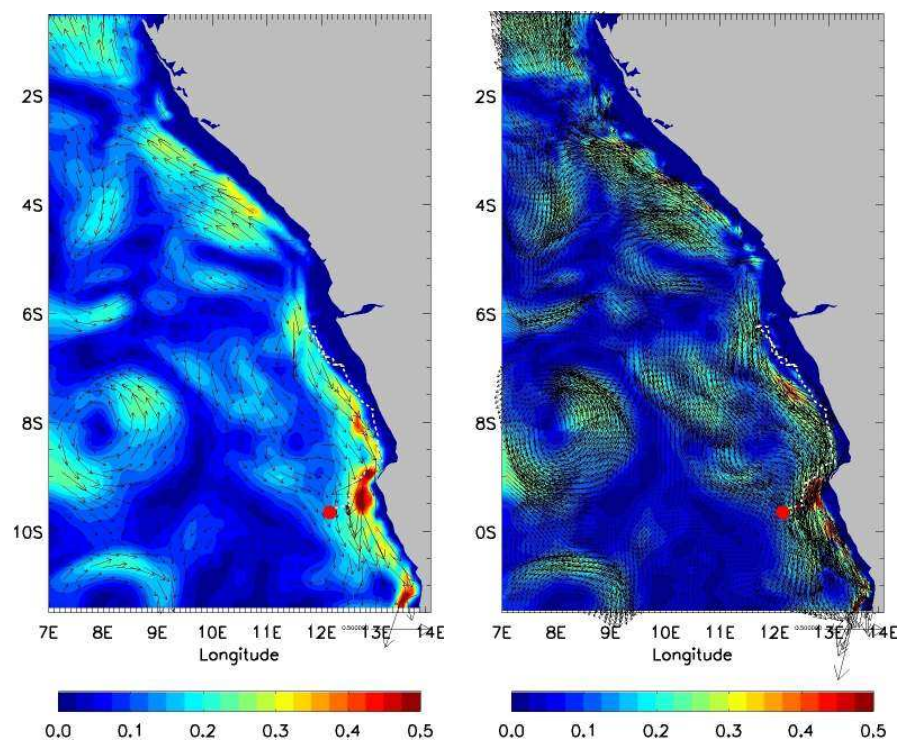 2S 2S
4S 4S
6S 6S
8S 8S
10S 0S
7E 8E 9E 10E 11E 12E 13E 14E 7E 8E 9E 10E 11E 12E 13E 14E
Longitude Longitude
0.0 0.1 0.2 0.3 0.4 0.5 0.0 0.1 0.2 0.3 0.4 0.5